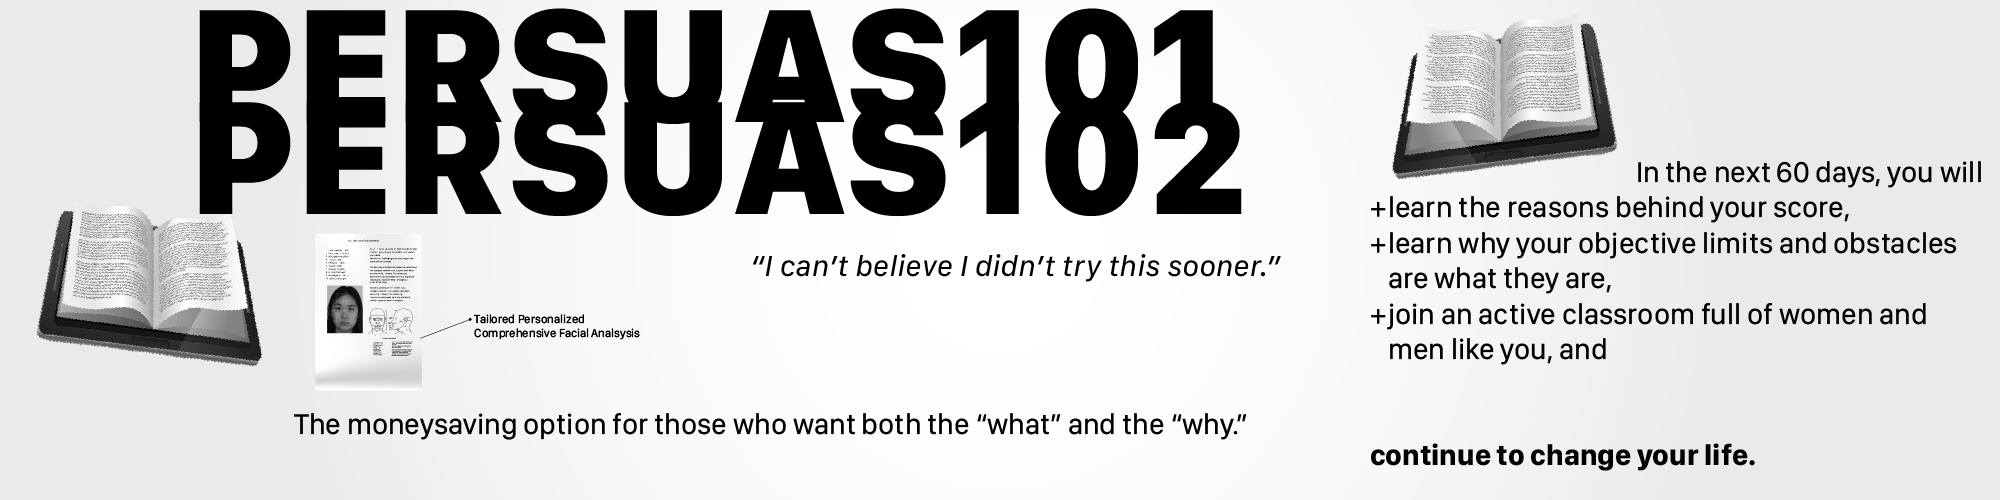 PERSUAS101
PERSUAS102
"I can't believe I didn't try this sooner."
Tailored Personalized
Comprehensive Facial Analsysis
The moneysaving option for those who want both the "what" and the "why."
In the next 60 days, you will
+learn the reasons behind your score,
+learn why your objective limits and obstacles
are what they are,
+join an active classroom full of women and
men like you, and
continue to change your life.